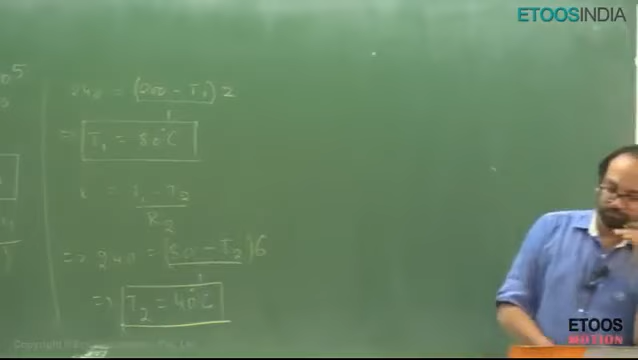 ETOOSINDIA
240 = (200 - T₁) 2
⇒ T₁ = 80°C
i = T₁ - T₂
R₂
⇒ 240 = (80 - T₂) 6
⇒ T₂ = 40°C
ETOOS
MOTION